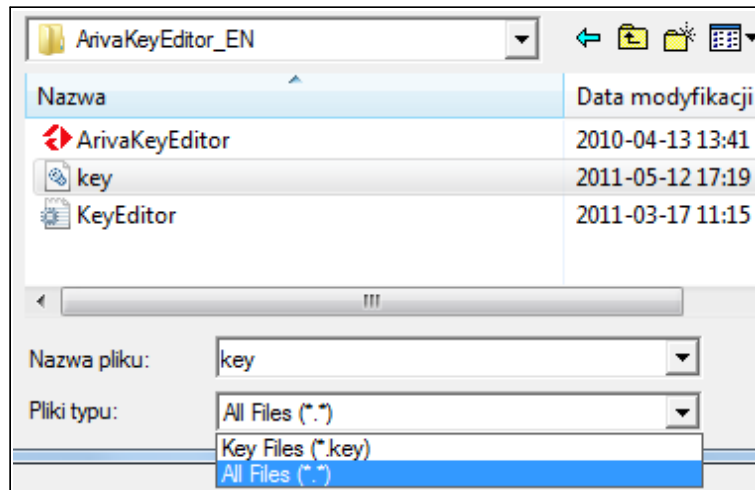 ArivaKeyEditor_EN
Nazwa Data modyfikacji
ArivaKeyEditor 2010-04-13 13:41
key 2011-05-12 17:19
KeyEditor 2011-03-17 11:15
Nazwa pliku: key
Pliki typu: All Files (*.*)
Key Files (*.key)
All Files (*.*)